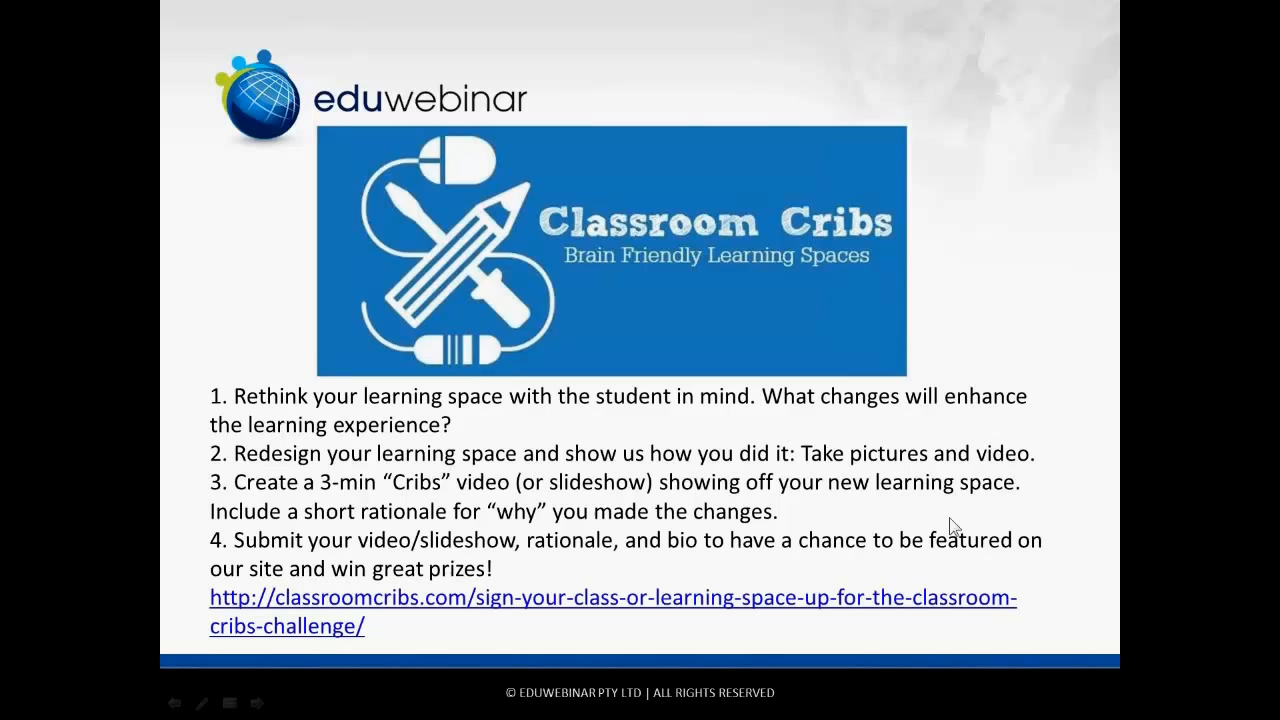 eduwebinar
Classroom Cribs
Brain Friendly Learning Spaces
1. Rethink your learning space with the student in mind. What changes will enhance
the learning experience?
2. Redesign your learning space and show us how you did it: Take pictures and video.
3. Create a 3-min “Cribs” video (or slideshow) showing off your new learning space.
Include a short rationale for “why” you made the changes.
4. Submit your video/slideshow, rationale, and bio to have a chance to be featured on
our site and win great prizes!
http://classroomcribs.com/sign-your-class-or-learning-space-up-for-the-classroom-
cribs-challenge/
© EDUWEBINAR PTY LTD | ALL RIGHTS RESERVED